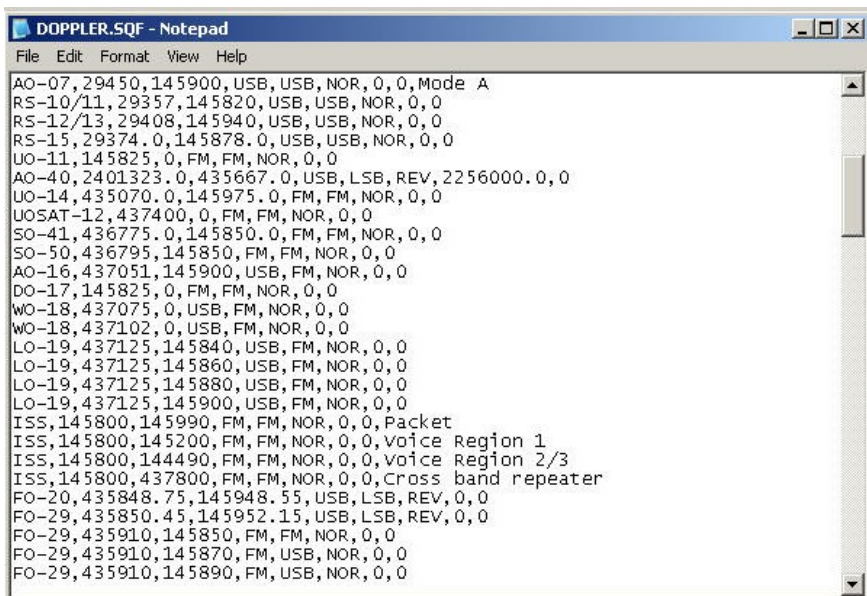 DOPPLER.SQF - Notepad
File Edit Format View Help
AO-07,29450,145900,USB,USB,NOR,0,0,Mode A
RS-10/11,29357,145820,USB,USB,NOR,0,0
RS-12/13,29408,145940,USB,USB,NOR,0,0
RS-15,29374.0,145878.0,USB,USB,NOR,0,0
UO-11,145825,0,FM,FM,NOR,0,0
AO-40,2401323.0,435667.0,USB,LSB,REV,2256000.0,0
UO-14,435070.0,145975.0,FM,FM,NOR,0,0
UOSAT-12,437400,0,FM,FM,NOR,0,0
SO-41,436775.0,145850.0,FM,FM,NOR,0,0
SO-50,436795,145850,FM,FM,NOR,0,0
AO-16,437051,145900,USB,FM,NOR,0,0
DO-17,145825,0,FM,FM,NOR,0,0
WO-18,437075,0,USB,FM,NOR,0,0
WO-18,437102,0,USB,FM,NOR,0,0
LO-19,437125,145840,USB,FM,NOR,0,0
LO-19,437125,145860,USB,FM,NOR,0,0
LO-19,437125,145880,USB,FM,NOR,0,0
LO-19,437125,145900,USB,FM,NOR,0,0
ISS,145800,145990,FM,FM,NOR,0,0,Packet
ISS,145800,145200,FM,FM,NOR,0,0,Voice Region 1
ISS,145800,144490,FM,FM,NOR,0,0,Voice Region 2/3
ISS,145800,437800,FM,FM,NOR,0,0,Cross band repeater
FO-20,435848.75,145948.55,USB,LSB,REV,0,0
FO-29,435850.45,145952.15,USB,LSB,REV,0,0
FO-29,435910,145850,FM,FM,NOR,0,0
FO-29,435910,145870,FM,USB,NOR,0,0
FO-29,435910,145890,FM,USB,NOR,0,0